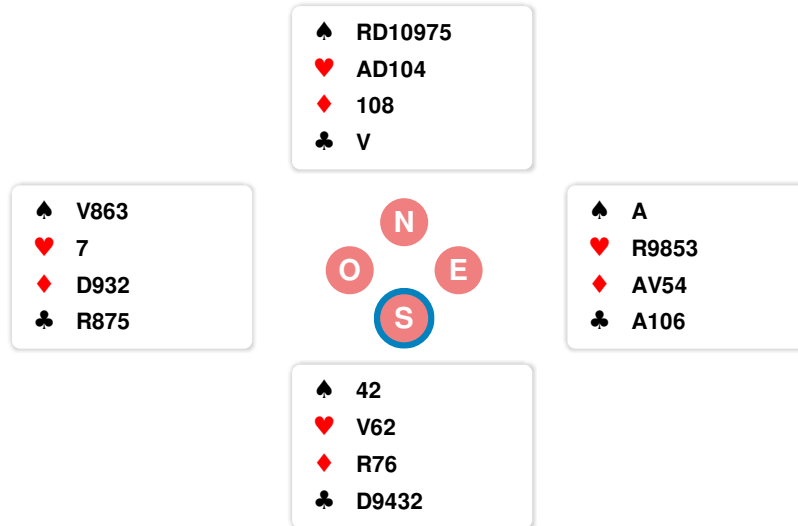 ♠ RD10975
♥ AD104
♦ 108
♣ V
♠ V863
♥ 7
♦ D932
♣ R875
N
O E
S
♠ A
♥ R9853
♦ AV54
♣ A106
♠ 42
♥ V62
♦ R76
♣ D9432